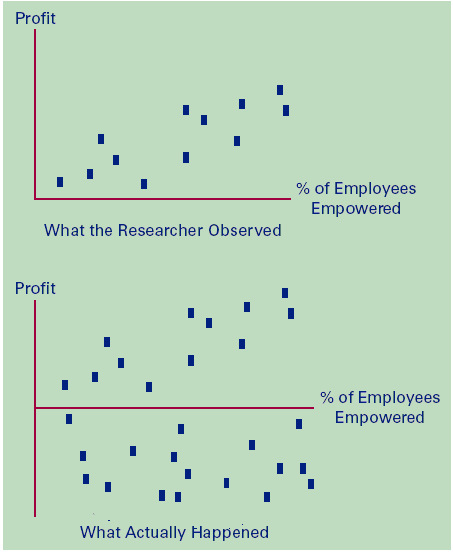 Profit
% of Employees
Empowered
What the Researcher Observed
Profit
% of Employees
Empowered
What Actually Happened